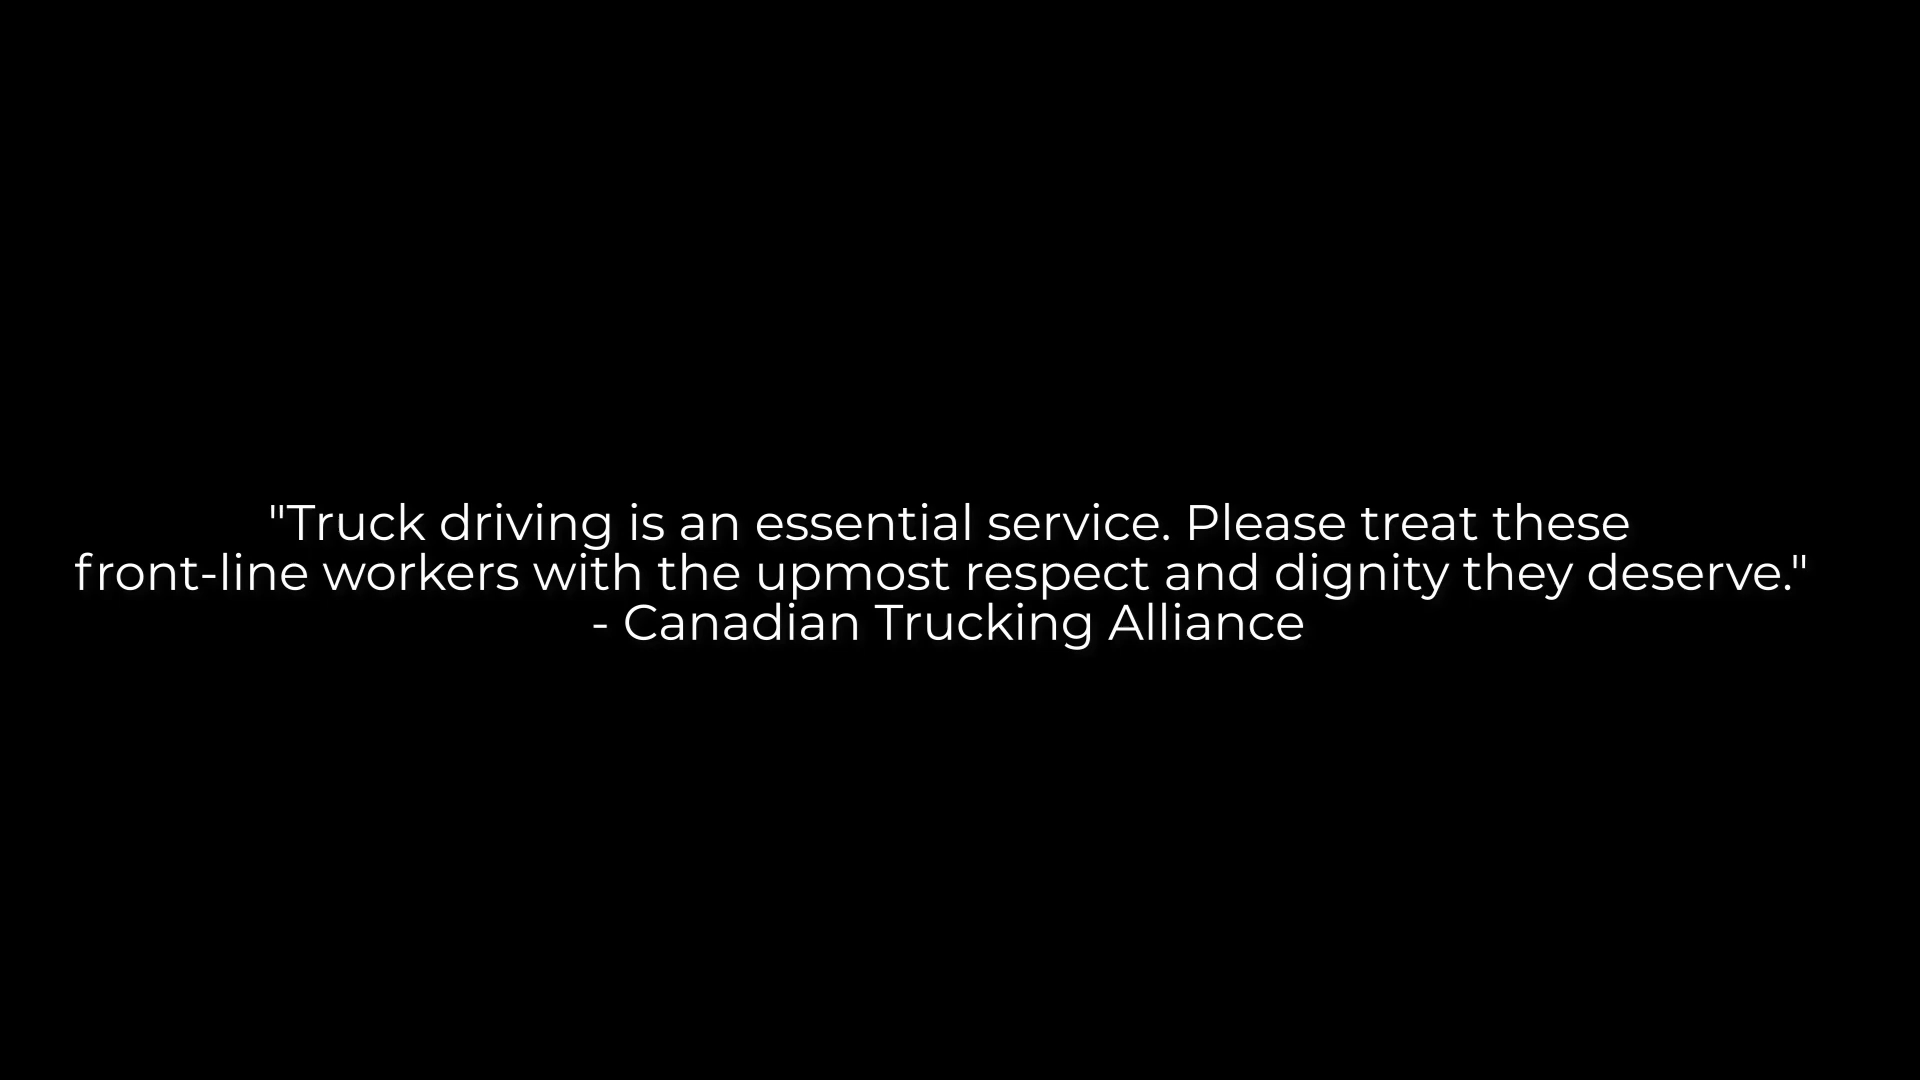 "Truck driving is an essential service. Please treat these
front-line workers with the upmost respect and dignity they deserve."
- Canadian Trucking Alliance